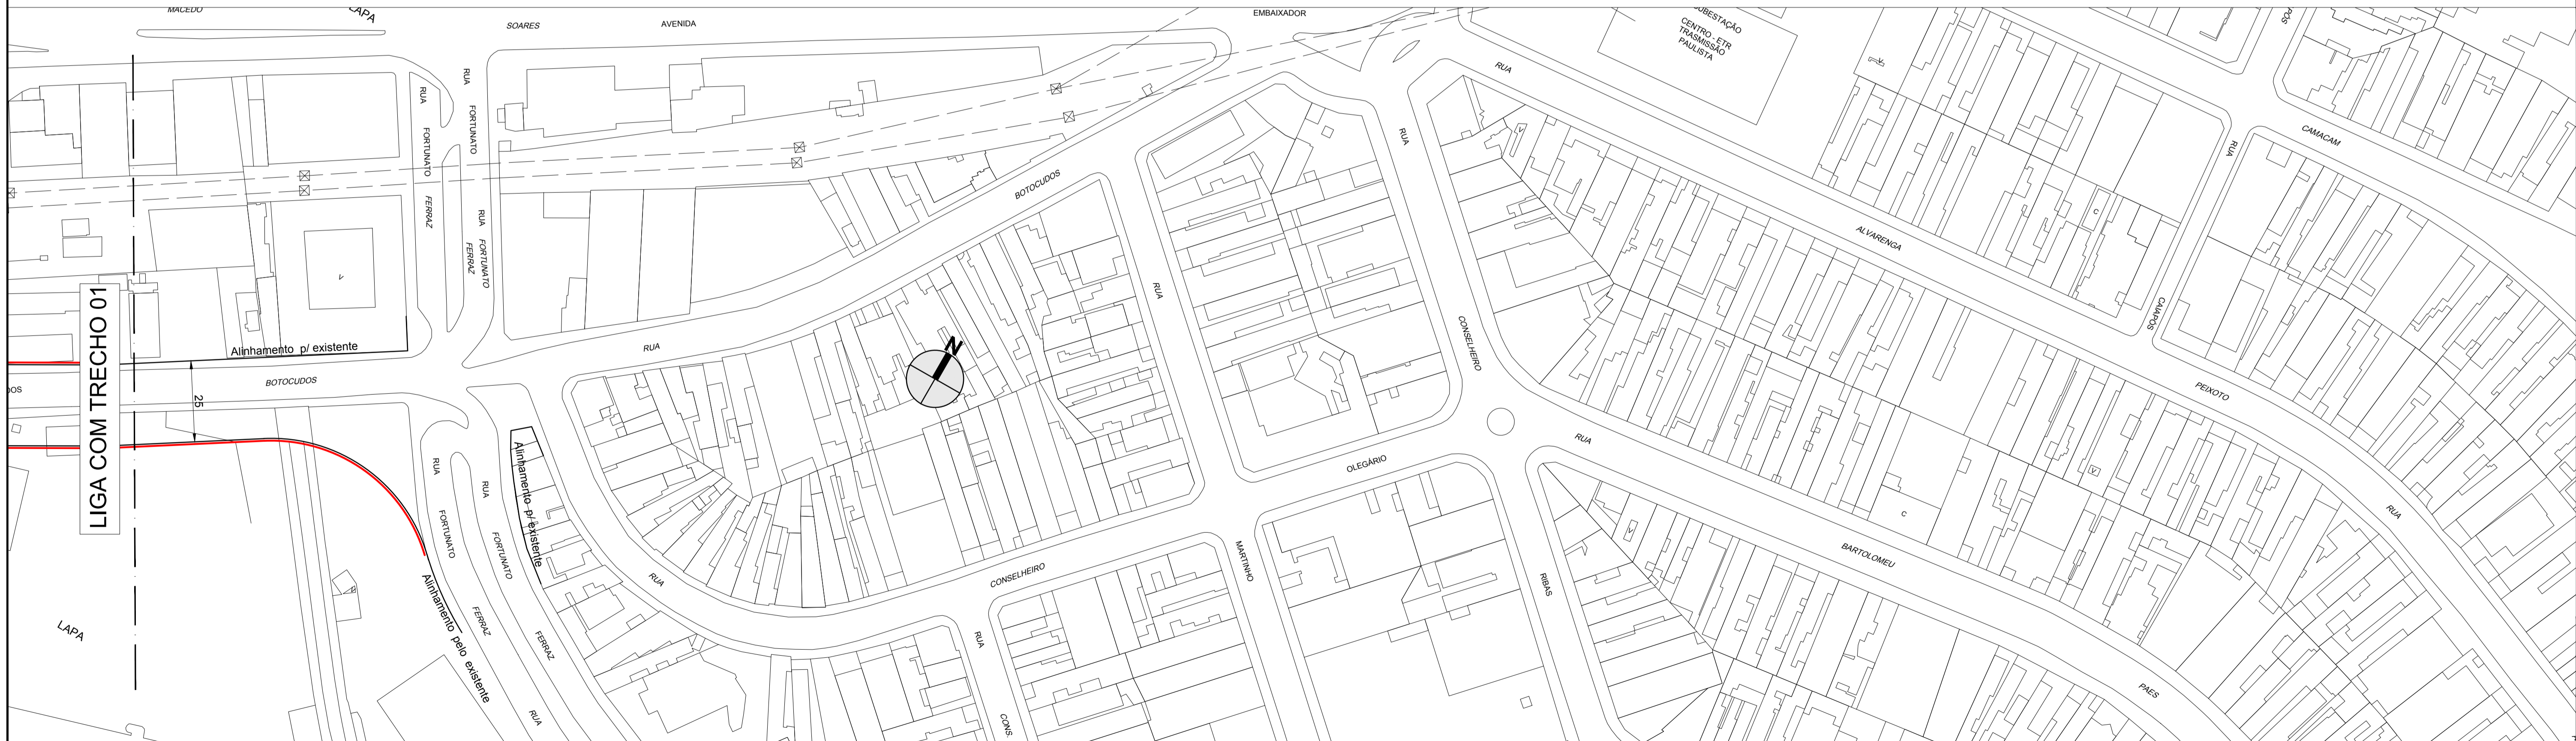 MACEDO
LAPA
SOARES
AVENIDA
EMBAIXADOR
SUBESTAÇÃO
CENTRO - ETR
TRASMISSÃO
PAULISTA
RUA
FORTUNATO
FERRAZ
RUA
FORTUNATO
RUA
FORTUNATO
FERRAZ
RUA
RUA
ALVARENGA
PEIXOTO
RUA
CAMACAM
RUA
CAIAPÓS
C
V
V
V
BOTOCUDOS
RUA
RUA
CONSELHEIRO
N
LIGA COM TRECHO 01
Alinhamento p/ existente
BOTOCUDOS
25
Alinhamento p/ existente
RUA
FORTUNATO
FERRAZ
RUA
FORTUNATO
FERRAZ
RUA
Alinhamento pelo existente
LAPA
RUA
CONSELHEIRO
RUA
CONS.
MARTINHO
OLEGÁRIO
RIBAS
RUA
BARTOLOMEU
PAES
V
V
C
RUA